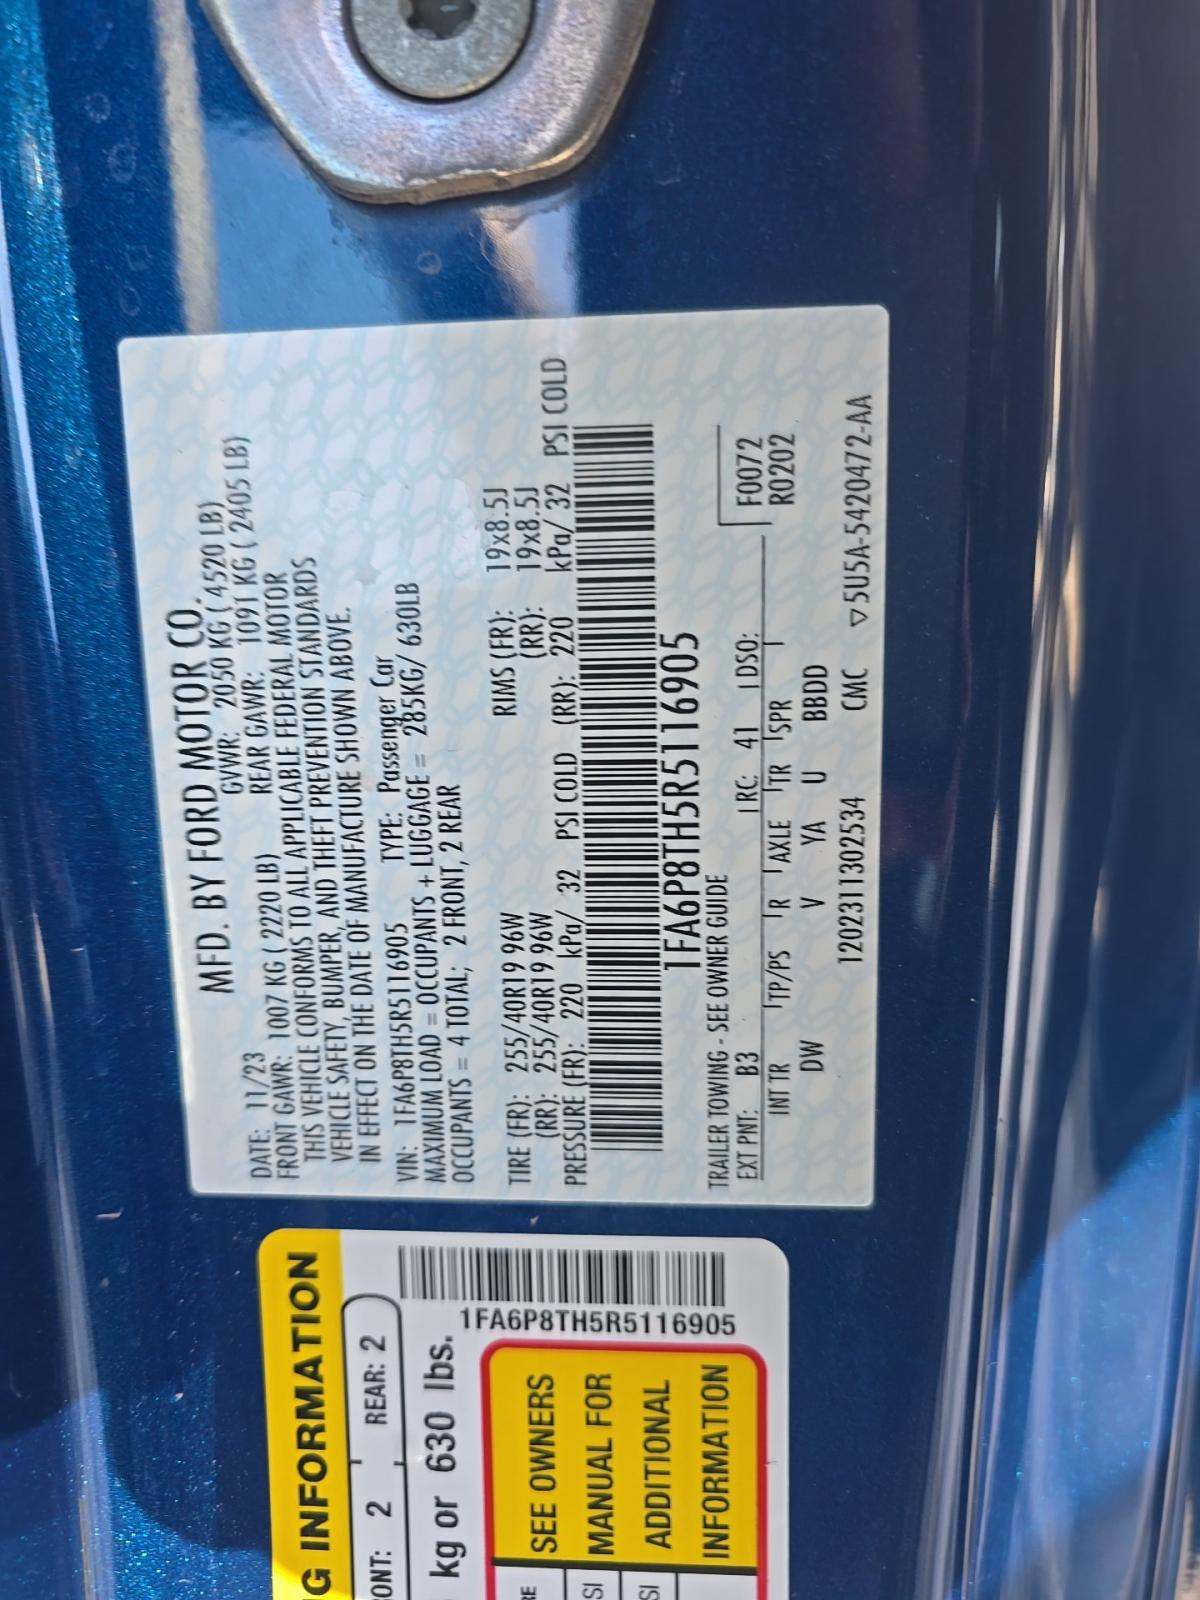 MFD. BY FORD MOTOR CO.
DATE: 11/23 GVWR: 2050 KG ( 4520 LB)
FRONT GAWR: 1007 KG ( 2220 LB) REAR GAWR: 1091 KG ( 2405 LB)
THIS VEHICLE CONFORMS TO ALL APPLICABLE FEDERAL MOTOR
VEHICLE SAFETY, BUMPER, AND THEFT PREVENTION STANDARDS
IN EFFECT ON THE DATE OF MANUFACTURE SHOWN ABOVE.
VIN: 1FA6P8TH5R5116905 TYPE: Passenger Car
MAXIMUM LOAD = OCCUPANTS + LUGGAGE = 285KG/ 630LB
OCCUPANTS = 4 TOTAL; 2 FRONT, 2 REAR
TIRE (FR): 255/40R19 96W RIMS (FR): 19x8.5J
(RR): 255/40R19 96W (RR): 19x8.5J
PRESSURE (FR): 220 kPa/ 32 PSI COLD (RR): 220 kPa/ 32 PSI COLD
1FA6P8TH5R5116905
TRAILER TOWING - SEE OWNER GUIDE
EXT PNT: B3 RC: 41 DSO: F0072
INT TR TP/PS R AXLE TR SPR R0202
DW V YA U BBDD
1202311302534 CMC ▽5U5A-5420472-AA
G INFORMATION
ONT: 2 REAR: 2
kg or 630 lbs.
1FA6P8TH5R5116905
SEE OWNERS
MANUAL FOR
ADDITIONAL
INFORMATION
RE
SI
SI